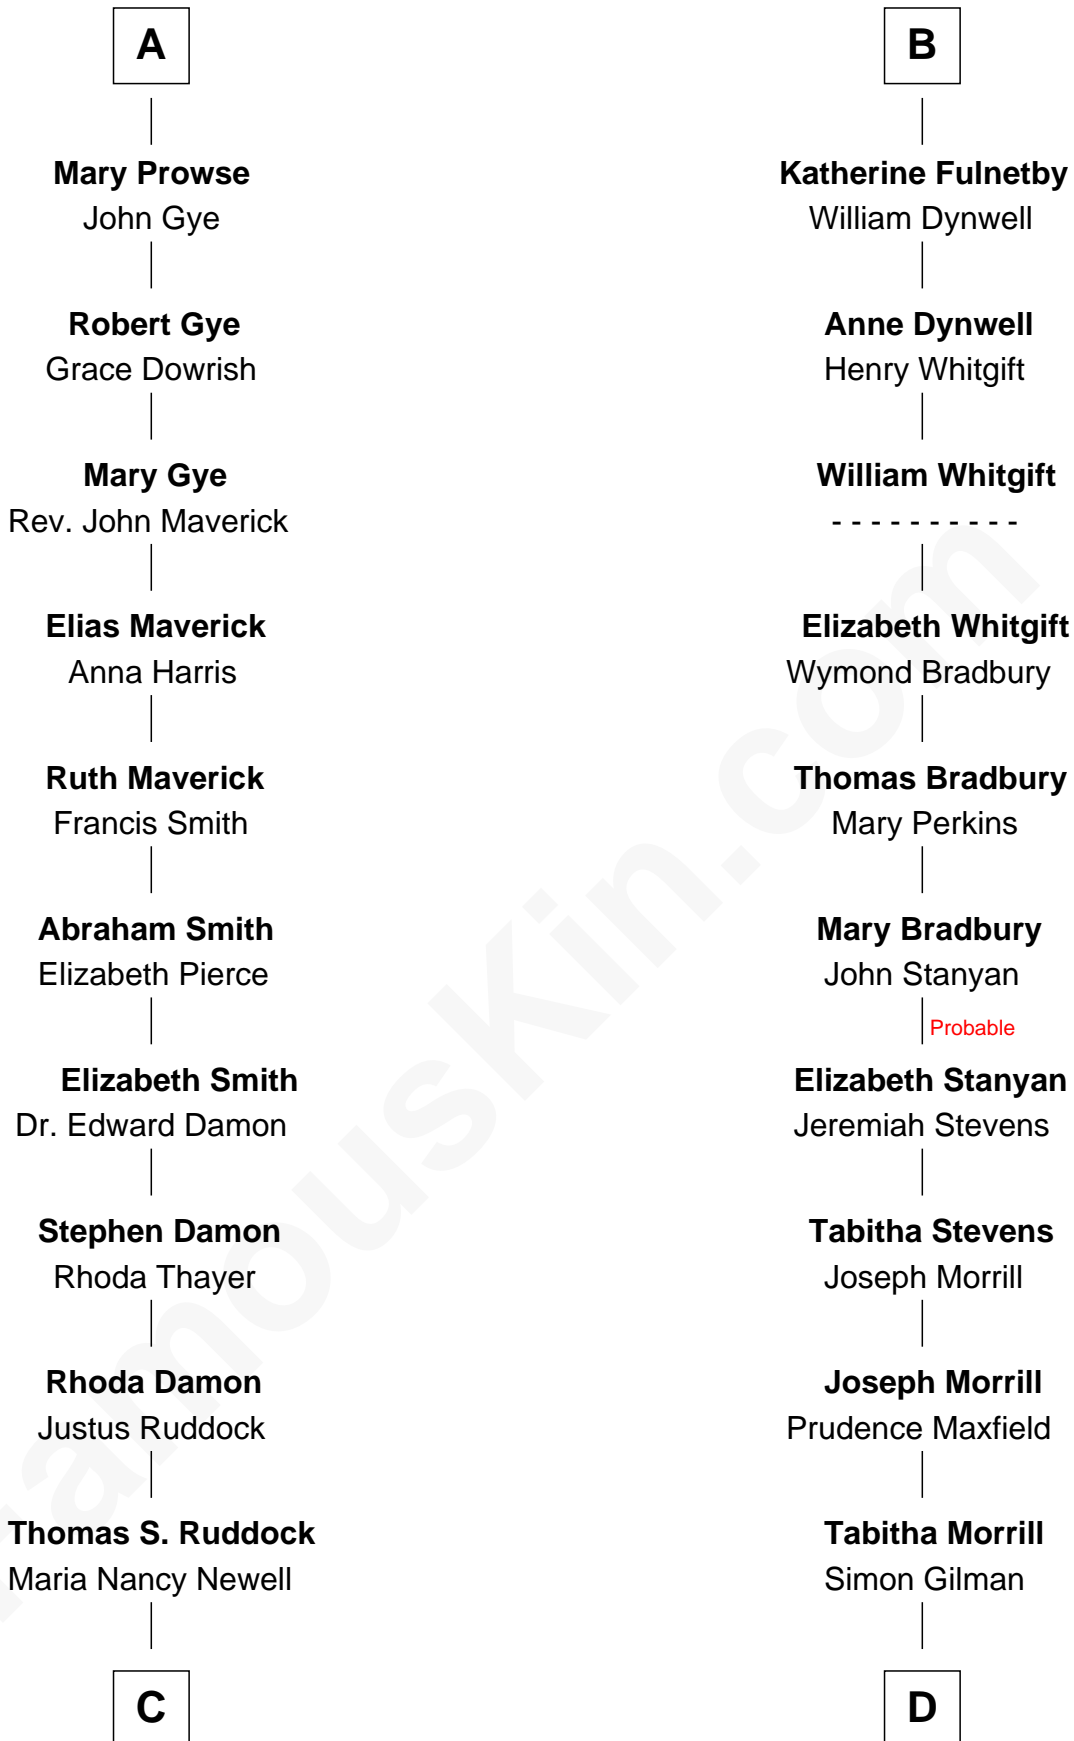 A
Mary Prowse
John Gye
Robert Gye
Grace Dowrish
Mary Gye
Rev. John Maverick
Elias Maverick
Anna Harris
Ruth Maverick
Francis Smith
Abraham Smith
Elizabeth Pierce
Elizabeth Smith
Dr. Edward Damon
Stephen Damon
Rhoda Thayer
Rhoda Damon
Justus Ruddock
Thomas S. Ruddock
Maria Nancy Newell
C
B
Katherine Fulnetby
William Dynwell
Anne Dynwell
Henry Whitgift
William Whitgift
- - - - - - - - - -
Elizabeth Whitgift
Wymond Bradbury
Thomas Bradbury
Mary Perkins
Mary Bradbury
John Stanyan
Probable
Elizabeth Stanyan
Jeremiah Stevens
Tabitha Stevens
Joseph Morrill
Joseph Morrill
Prudence Maxfield
Tabitha Morrill
Simon Gilman
D
FamousKin.com